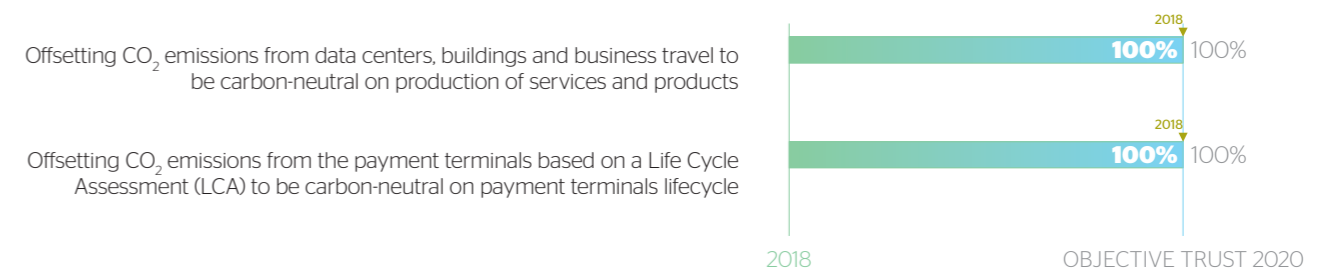 2018
Offsetting CO₂ emissions from data centers, buildings and business travel to
be carbon-neutral on production of services and products
100% 100%
2018
Offsetting CO₂ emissions from the payment terminals based on a Life Cycle
Assessment (LCA) to be carbon-neutral on payment terminals lifecycle
100% 100%
2018 OBJECTIVE TRUST 2020